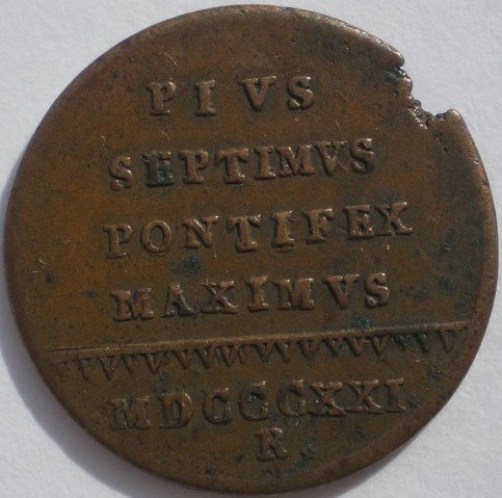 PIVS
SEPTIMVS
PONTIFEX
MAXIMVS
MDCCCXXI
R